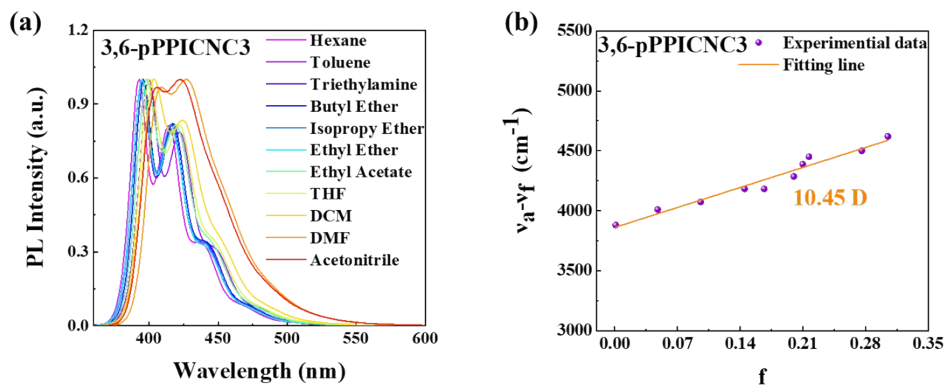 (a)
3,6-pPPICNC3
Hexane
Toluene
Triethylamine
Butyl Ether
Isopropy Ether
Ethyl Ether
Ethyl Acetate
THF
DCM
DMF
Acetonitrile
PL Intensity (a.u.)
1.2
0.9
0.6
0.3
0.0
400 450 500 550 600
Wavelength (nm)
(b)
3,6-pPPICNC3
Experimential data
Fitting line
10.45 D
νa-νf (cm-1)
5500
5000
4500
4000
3500
3000
0.00 0.07 0.14 0.21 0.28 0.35
f